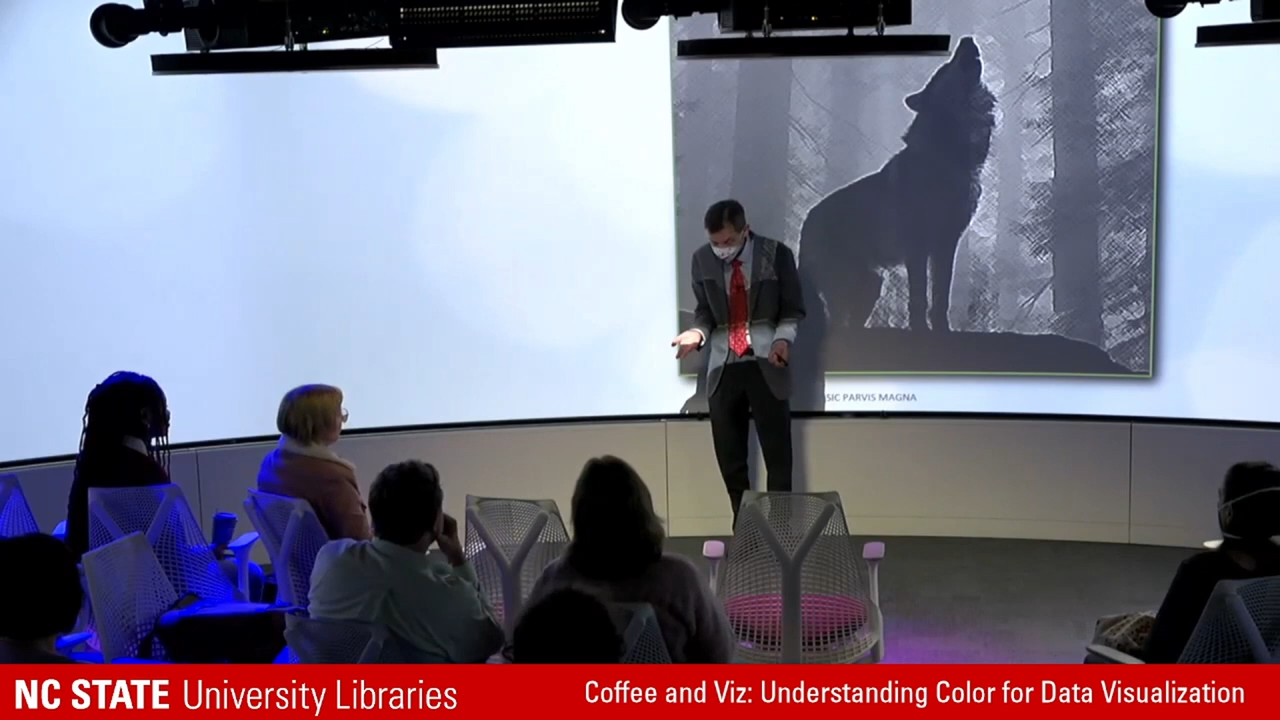 SIC PARVIS MAGNA
NC STATE University Libraries
Coffee and Viz: Understanding Color for Data Visualization